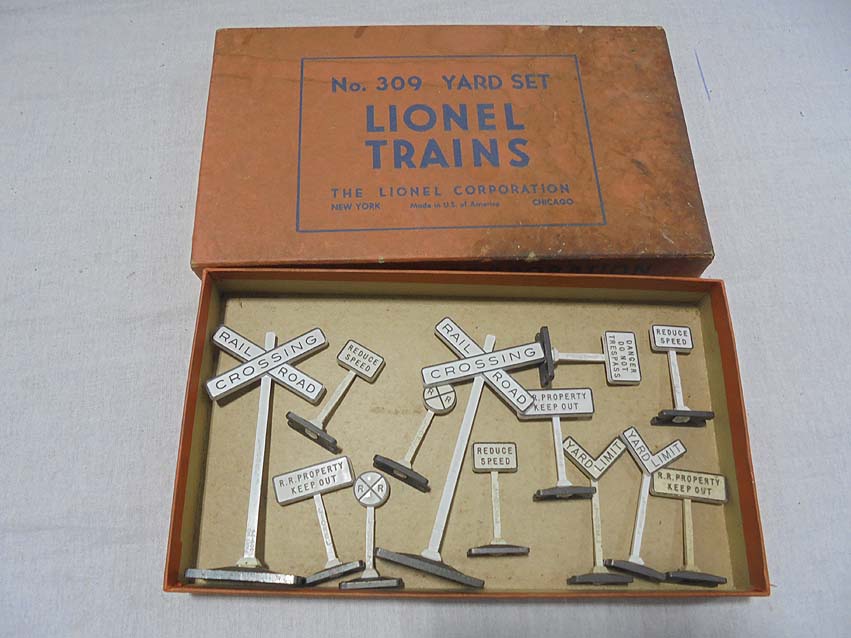 No. 309 YARD SET
LIONEL
TRAINS
THE LIONEL CORPORATION
NEW YORK Made in U.S. of America CHICAGO
CORPORATION
RAIL ROAD
CROSSING
REDUCE
SPEED
RAIL ROAD
CROSSING
DANGER
DO NOT
TRESPASS
REDUCE
SPEED
R R
R.PROPERTY
KEEP OUT
REDUCE
SPEED
YARD LIMIT
YARD LIMIT
R.R.PROPERTY
KEEP OUT
R R
R.R.PROPERTY
KEEP OUT